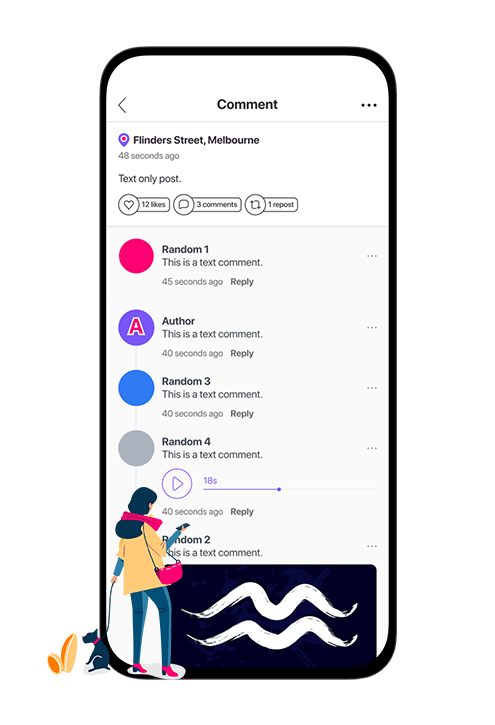 Comment
Flinders Street, Melbourne
48 seconds ago
Text only post.
12 likes 3 comments 1 repost
Random 1
This is a text comment.
45 seconds ago Reply
A
Author
This is a text comment.
40 seconds ago Reply
Random 3
This is a text comment.
40 seconds ago Reply
Random 4
This is a text comment.
18s
40 seconds ago Reply
Random 2
This is a text comment.